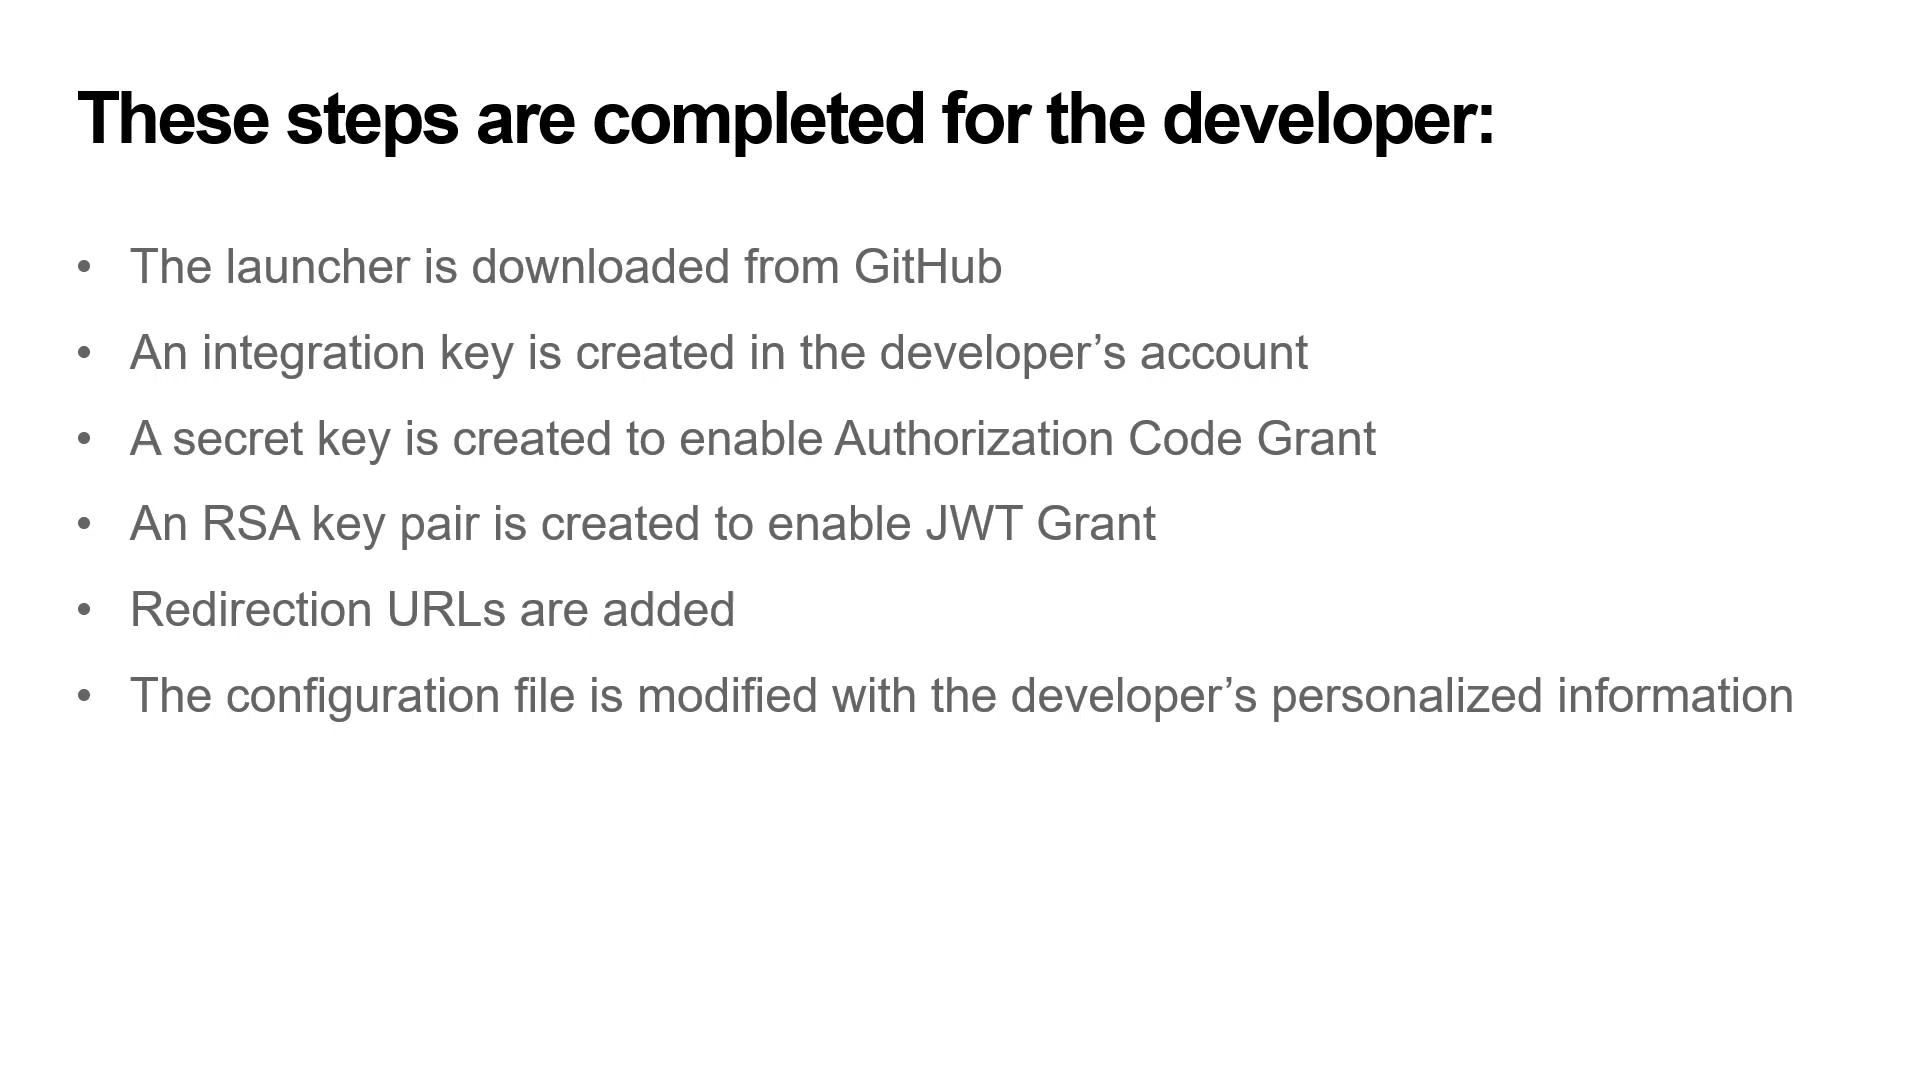 These steps are completed for the developer:
• The launcher is downloaded from GitHub
• An integration key is created in the developer’s account
• A secret key is created to enable Authorization Code Grant
• An RSA key pair is created to enable JWT Grant
• Redirection URLs are added
• The configuration file is modified with the developer’s personalized information